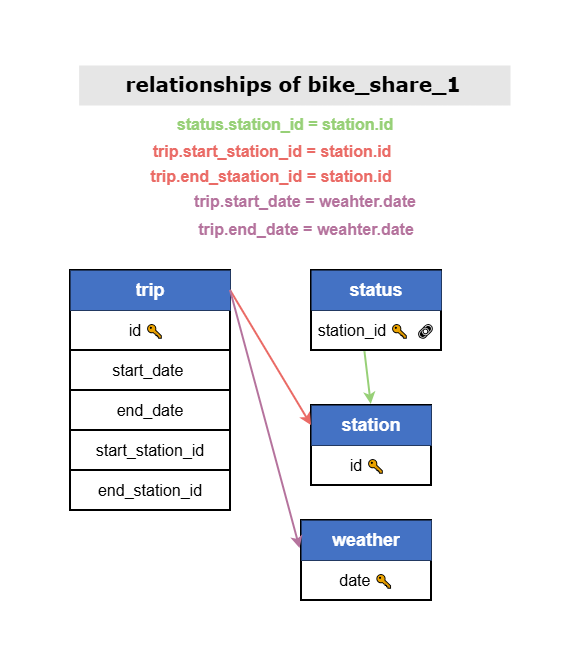 relationships of bike_share_1
status.station_id = station.id
trip.start_station_id = station.id
trip.end_staation_id = station.id
trip.start_date = weahter.date
trip.end_date = weahter.date
trip
id
start_date
end_date
start_station_id
end_station_id
status
station_id
station
id
weather
date